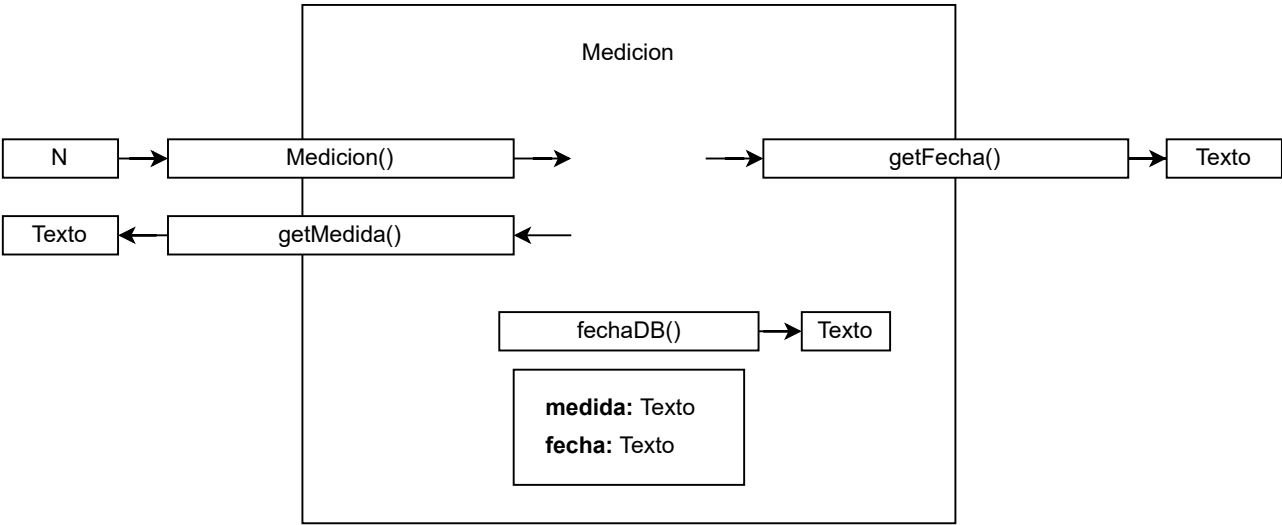 Medicion
N
Medicion()
getFecha()
Texto
Texto
getMedida()
fechaDB()
Texto
medida: Texto
fecha: Texto